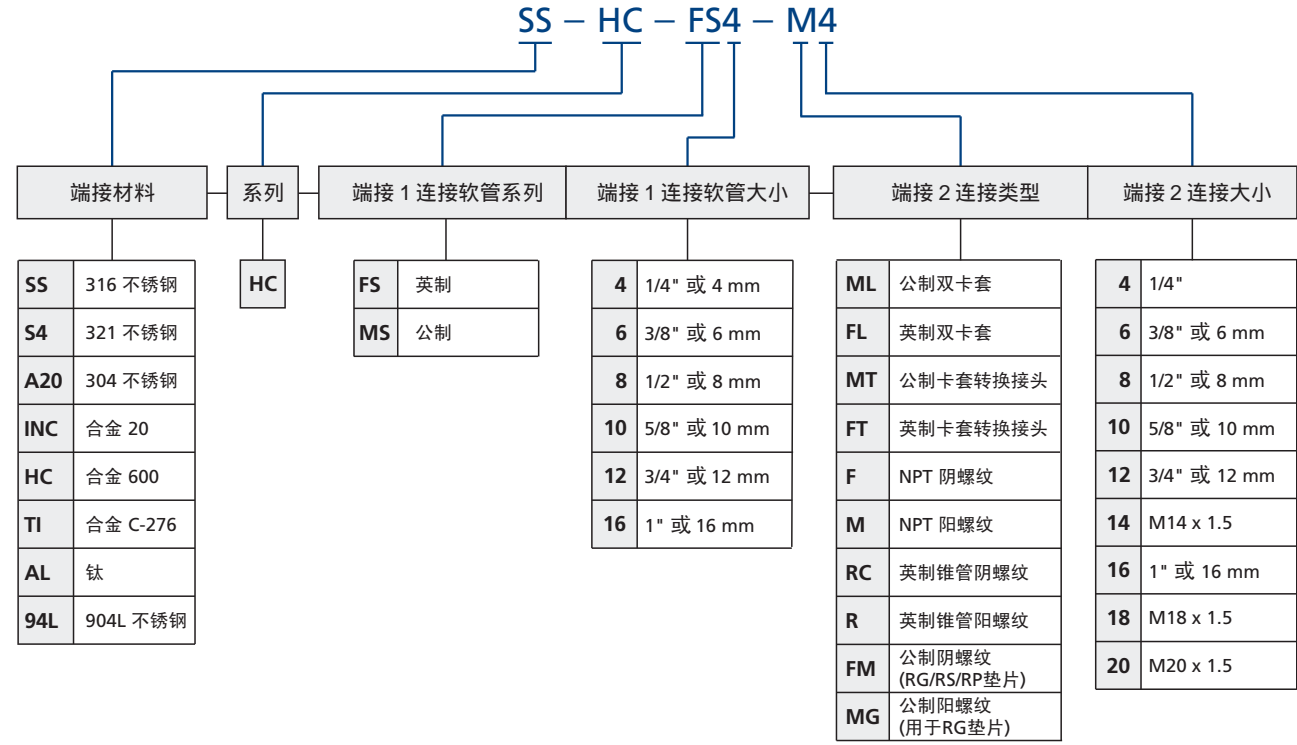 SS – HC – FS4 – M4
端接材料
系列
端接 1 连接软管系列
端接 1 连接软管大小
端接 2 连接类型
端接 2 连接大小
SS 316 不锈钢
S4 321 不锈钢
A20 304 不锈钢
INC 合金 20
HC 合金 600
TI 合金 C-276
AL 钛
94L 904L 不锈钢
HC
FS 英制
MS 公制
4 1/4" 或 4 mm
6 3/8" 或 6 mm
8 1/2" 或 8 mm
10 5/8" 或 10 mm
12 3/4" 或 12 mm
16 1" 或 16 mm
ML 公制双卡套
FL 英制双卡套
MT 公制卡套转换接头
FT 英制卡套转换接头
F NPT 阴螺纹
M NPT 阳螺纹
RC 英制锥管阴螺纹
R 英制锥管阳螺纹
FM 公制阴螺纹
(RG/RS/RP垫片)
MG 公制阳螺纹
(用于RG垫片)
4 1/4"
6 3/8" 或 6 mm
8 1/2" 或 8 mm
10 5/8" 或 10 mm
12 3/4" 或 12 mm
14 M14 x 1.5
16 1" 或 16 mm
18 M18 x 1.5
20 M20 x 1.5